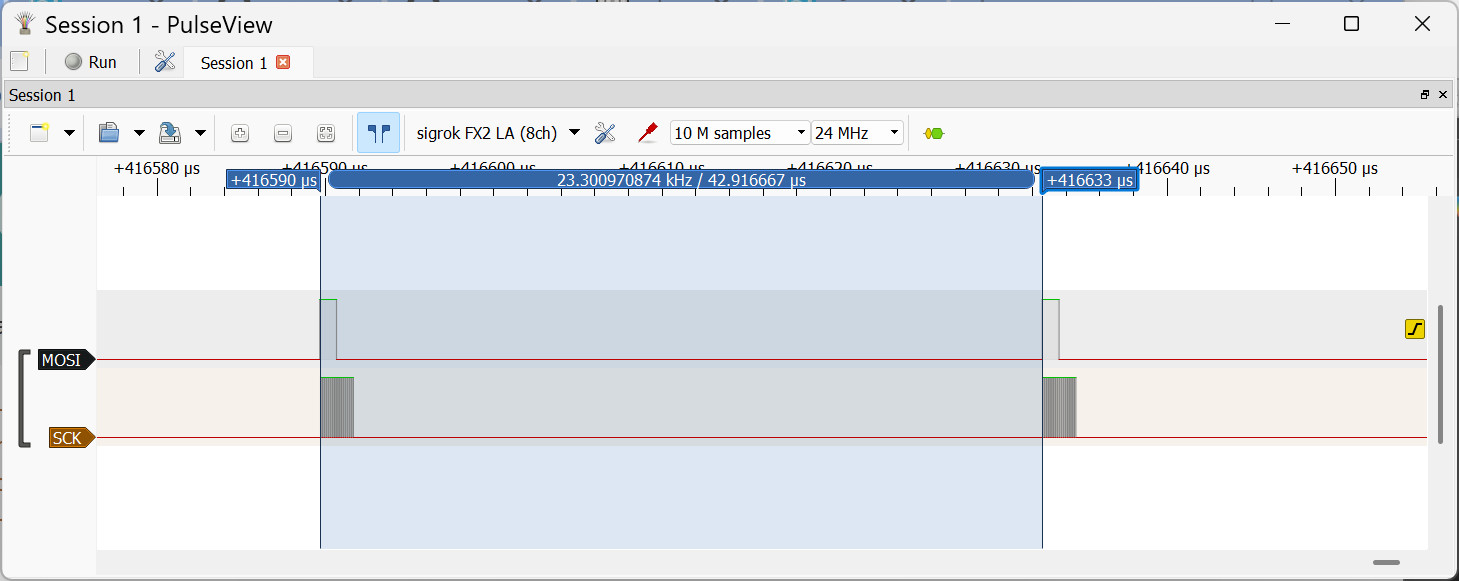 Session 1 - PulseView
Run
Session 1
Session 1
sigrok FX2 LA (8ch) 10 M samples 24 MHz
+416580 µs +416590 µs +416600 µs +416610 µs +416620 µs +416630 µs +416640 µs +416650 µs
+416590 µs 23.300970874 kHz / 42.916667 µs +416633 µs
MOSI
SCK